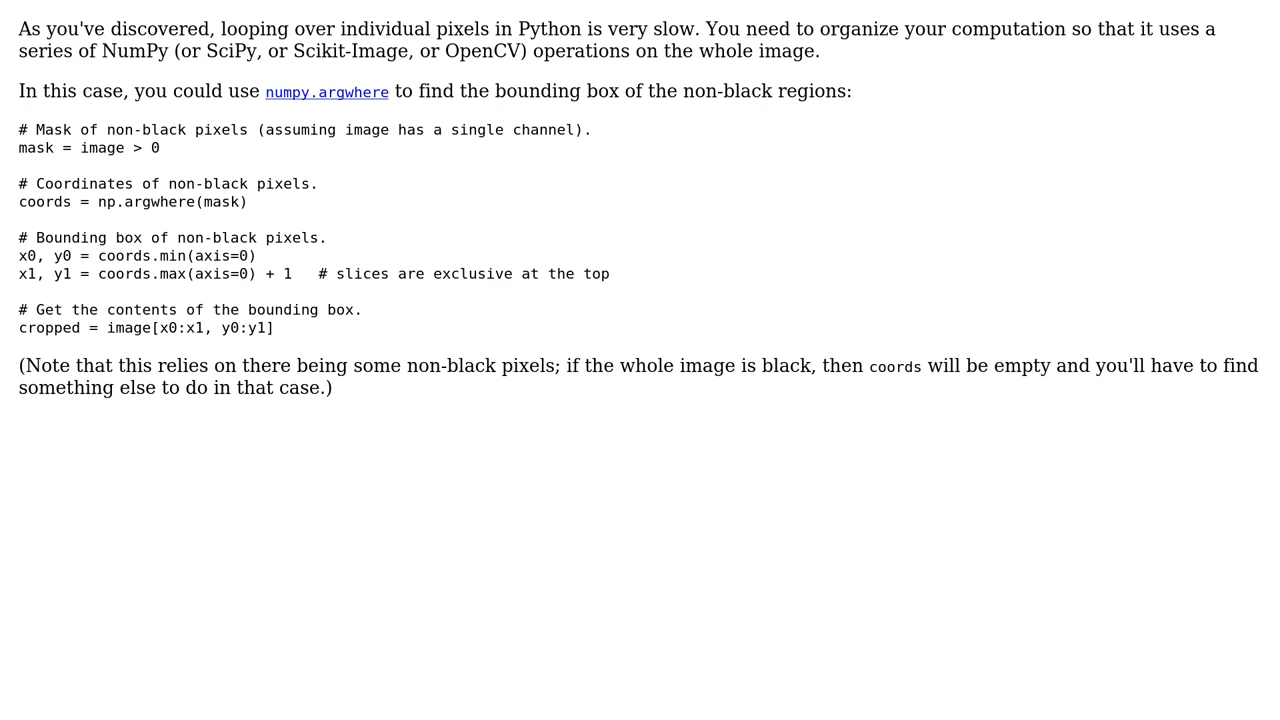 As you've discovered, looping over individual pixels in Python is very slow. You need to organize your computation so that it uses a
series of NumPy (or SciPy, or Scikit-Image, or OpenCV) operations on the whole image.
In this case, you could use numpy.argwhere to find the bounding box of the non-black regions:
# Mask of non-black pixels (assuming image has a single channel).
mask = image > 0
# Coordinates of non-black pixels.
coords = np.argwhere(mask)
# Bounding box of non-black pixels.
x0, y0 = coords.min(axis=0)
x1, y1 = coords.max(axis=0) + 1   # slices are exclusive at the top
# Get the contents of the bounding box.
cropped = image[x0:x1, y0:y1]
(Note that this relies on there being some non-black pixels; if the whole image is black, then coords will be empty and you'll have to find
something else to do in that case.)